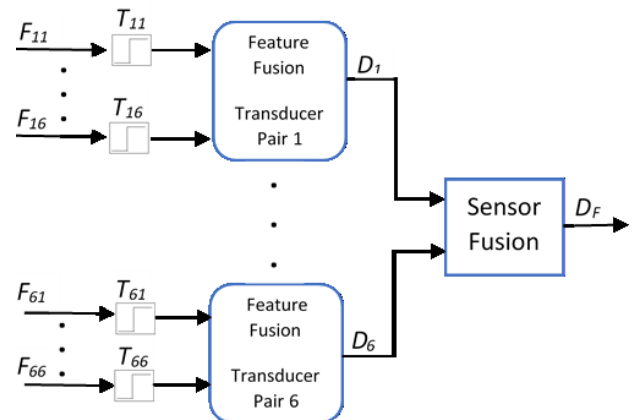 F11
T11
F16
T16
Feature
Fusion
Transducer
Pair 1
D1
Sensor
Fusion
DF
F61
T61
F66
T66
Feature
Fusion
Transducer
Pair 6
D6